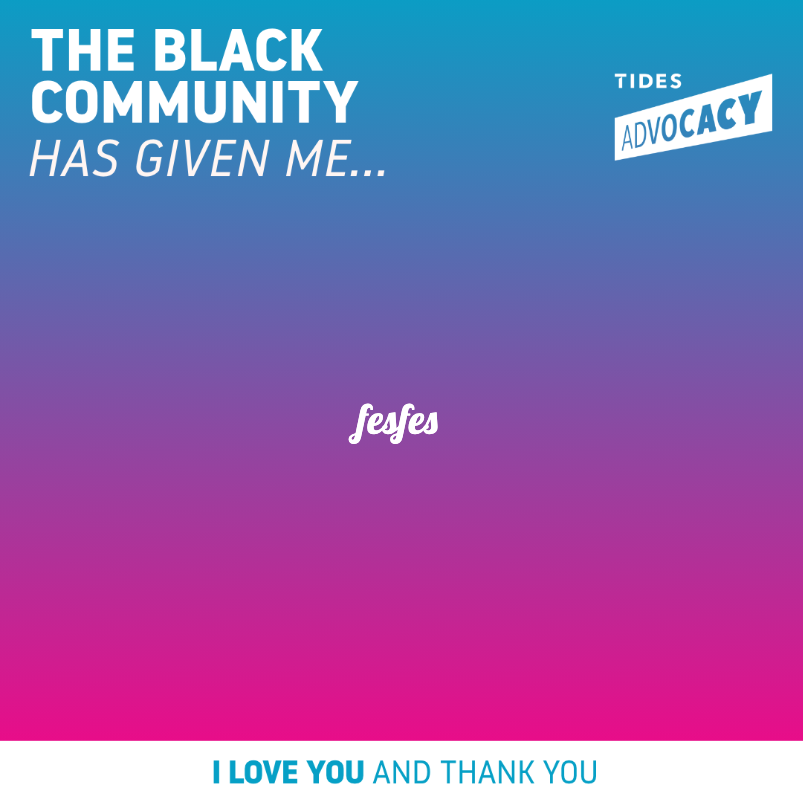 THE BLACK
COMMUNITY
HAS GIVEN ME...
TIDES
ADVOCACY
fesfes
I LOVE YOU AND THANK YOU